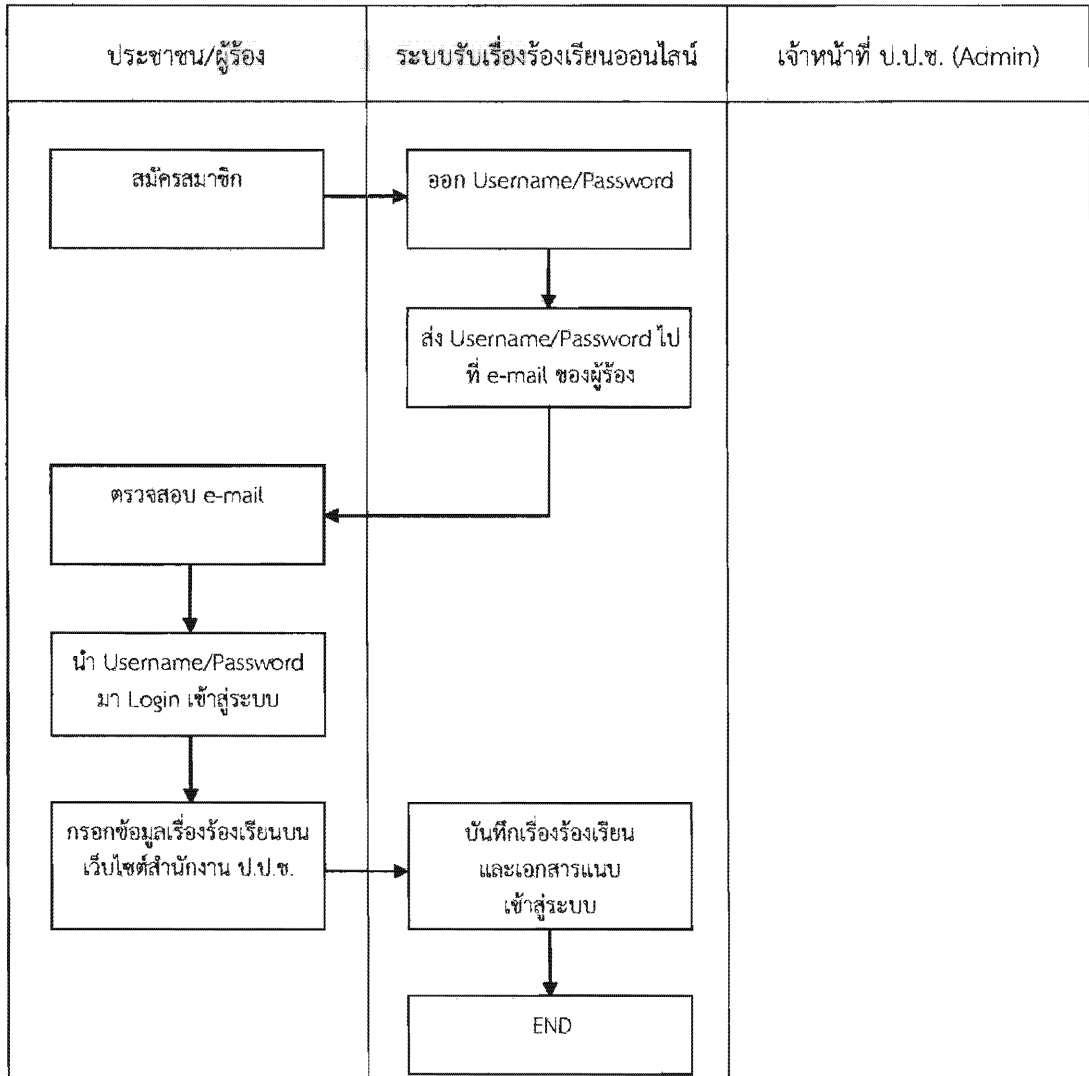 ประชาชน/ผู้ร้อง
ระบบรับเรื่องร้องเรียนออนไลน์
เจ้าหน้าที่ ป.ป.ช. (Admin)
สมัครสมาชิก
ออก Username/Password
ส่ง Username/Password ไป
ที่ e-mail ของผู้ร้อง
ตรวจสอบ e-mail
นำ Username/Password
มา Login เข้าสู่ระบบ
กรอกข้อมูลเรื่องร้องเรียนบน
เว็บไซต์สำนักงาน ป.ป.ช.
บันทึกเรื่องร้องเรียน
และเอกสารแนบ
เข้าสู่ระบบ
END